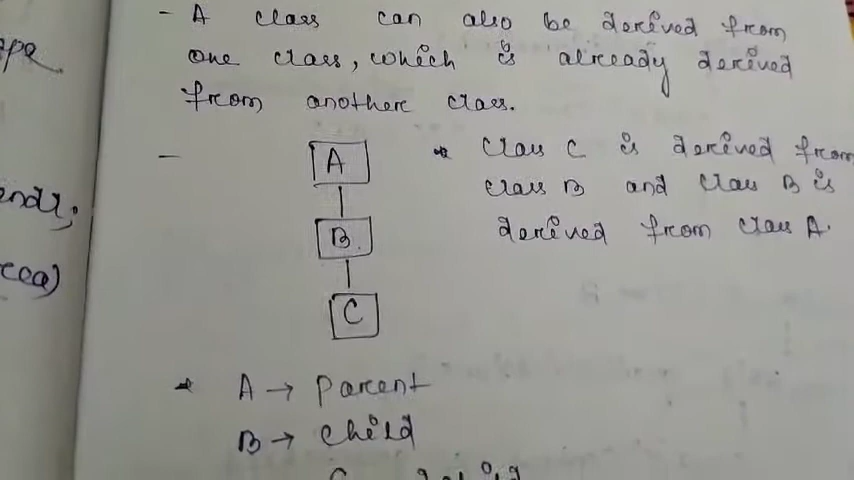 - A class can also be derived from
one class, which is already derived
from another class.
-
A
B
C
* class C is derived from
class B and class B is
derived from class A.
* A → parent
B → child
C
endl;